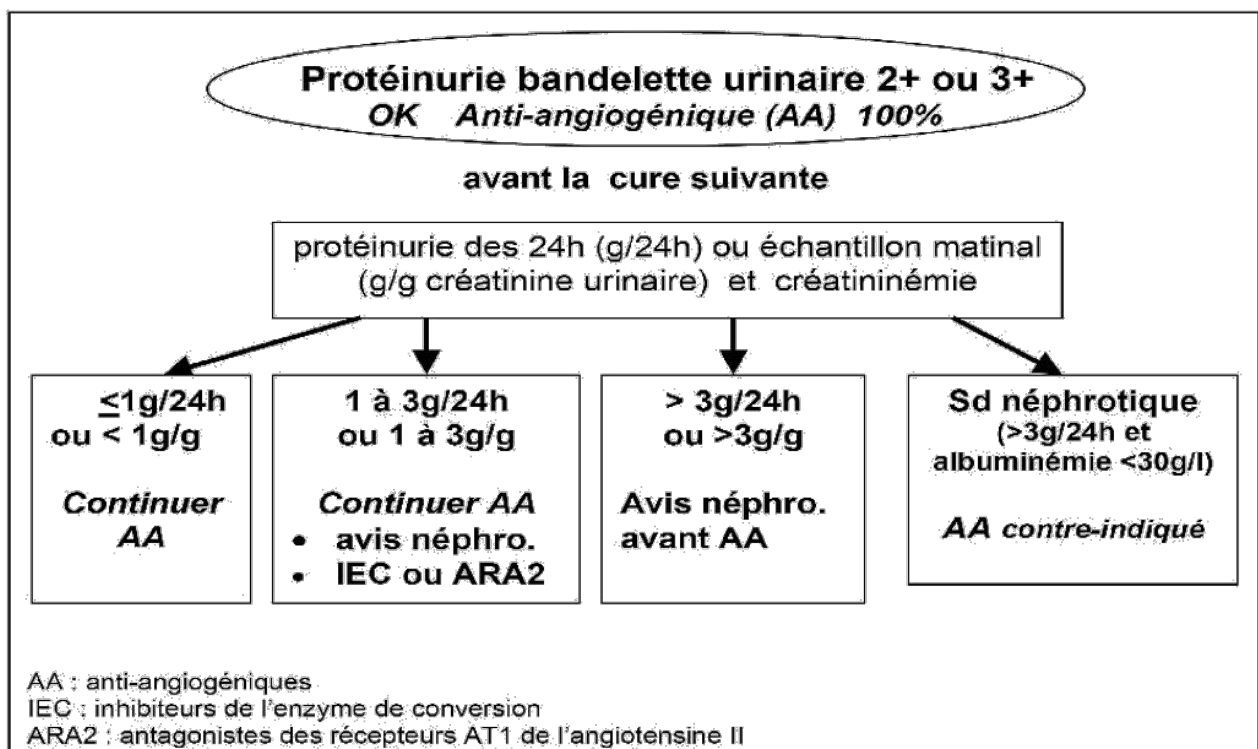 Protéinurie bandelette urinaire 2+ ou 3+
OK Anti-angiogénique (AA) 100%
avant la cure suivante
protéinurie des 24h (g/24h) ou échantillon matinal
(g/g créatinine urinaire) et créatininémie
≤1g/24h
ou < 1g/g
Continuer
AA
1 à 3g/24h
ou 1 à 3g/g
Continuer AA
• avis néphro.
• IEC ou ARA2
> 3g/24h
ou >3g/g
Avis néphro.
avant AA
Sd néphrotique
(>3g/24h et
albuminémie <30g/l)
AA contre-indiqué
AA : anti-angiogéniques
IEC : inhibiteurs de l'enzyme de conversion
ARA2 : antagonistes des récepteurs AT1 de l'angiotensine II